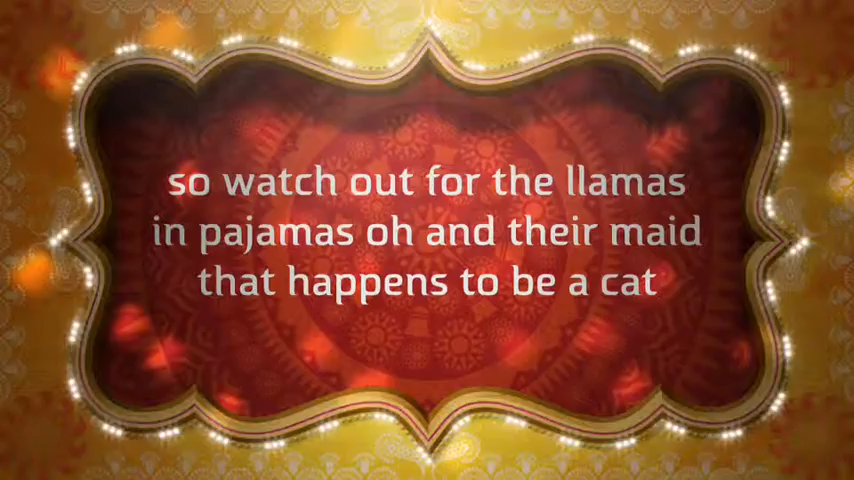 so watch out for the llamas
in pajamas oh and their maid
that happens to be a cat